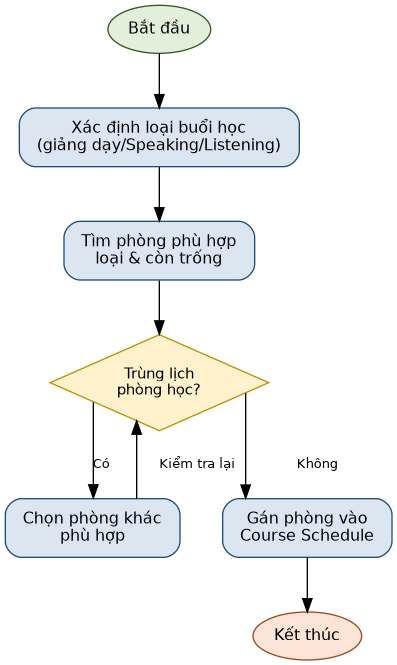 Bắt đầu
Xác định loại buổi học
(giảng dạy/Speaking/Listening)
Tìm phòng phù hợp
loại & còn trống
Trùng lịch
phòng học?
Có
Kiểm tra lại
Không
Chọn phòng khác
phù hợp
Gán phòng vào
Course Schedule
Kết thúc